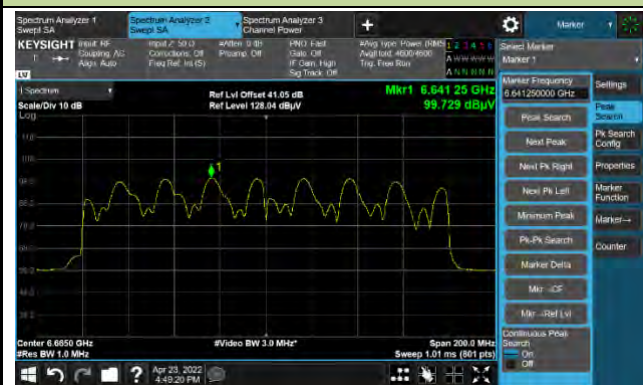 Spectrum Analyzer 1
Swept SA
Spectrum Analyzer 2
Swept SA
Spectrum Analyzer 3
Channel Power
+
Marker
KEYSIGHT
Input: RF
Coupling: AC
Align: Auto
Input Z: 50 Ω
Corrections: Off
Freq Ref: Int (S)
#Atten: 0 dB
Preamp: Off
PNO: Fast
Gate: Off
IF Gain: High
Sig Track: Off
#Avg Type: Power (RMS)
Avg|Hold: 4600/4600
Trig: Free Run
1 2 3 4 5 6
A W W W W W
A N N N N N
LV
Select Marker
Marker 1
1 Spectrum
Scale/Div 10 dB
Log
Ref Lvl Offset 41.05 dB
Ref Level 128.04 dBµV
Mkr1 6.641 25 GHz
99.729 dBµV
1
Marker Frequency
6.641250000 GHz
Peak Search
Next Peak
Next Pk Right
Next Pk Left
Minimum Peak
Pk-Pk Search
Marker Delta
Mkr→CF
Mkr→Ref Lvl
Continuous Peak
Search
On
Off
Settings
Peak
Search
Pk Search
Config
Properties
Marker
Function
Marker→
Counter
Center 6.6650 GHz
#Res BW 1.0 MHz
#Video BW 3.0 MHz*
Span 200.0 MHz
Sweep 1.01 ms (801 pts)
?
Apr 23, 2022
4:49:20 PM